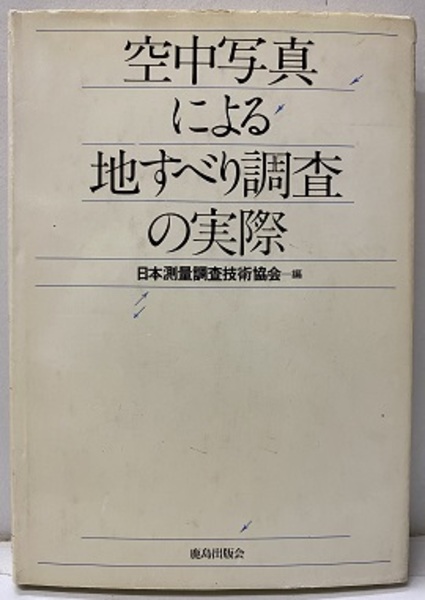 空中写真
による
地すべり調査
の実際
日本測量調査技術協会—編
鹿島出版会